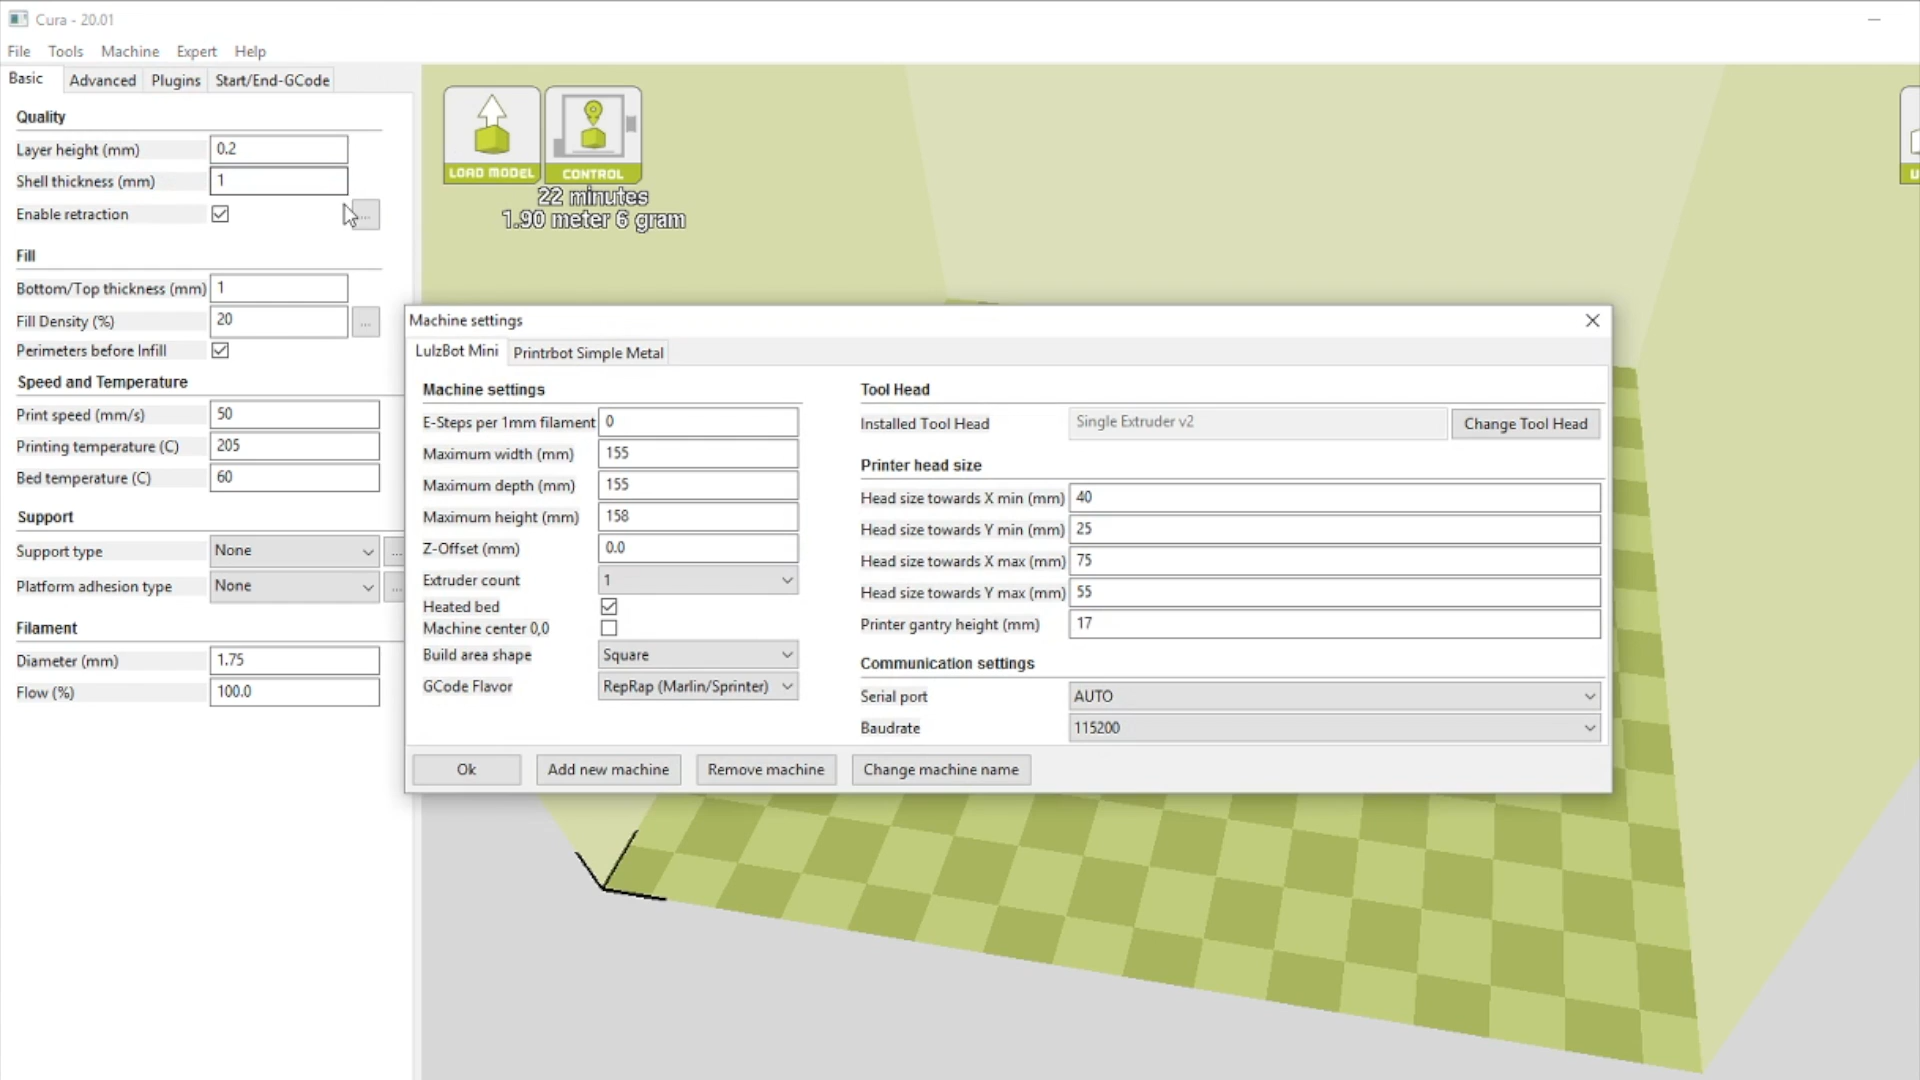 Cura - 20.01
File Tools Machine Expert Help
Basic Advanced Plugins Start/End-GCode
Quality
Layer height (mm) 0.2
Shell thickness (mm) 1
Enable retraction ...
Fill
Bottom/Top thickness (mm) 1
Fill Density (%) 20 ...
Perimeters before Infill
Speed and Temperature
Print speed (mm/s) 50
Printing temperature (C) 205
Bed temperature (C) 60
Support
Support type None ...
Platform adhesion type None ...
Filament
Diameter (mm) 1.75
Flow (%) 100.0
LOAD MODEL CONTROL
22 minutes
1.90 meter 6 gram
Machine settings
LulzBot Mini Printrbot Simple Metal
Machine settings
E-Steps per 1mm filament 0
Maximum width (mm) 155
Maximum depth (mm) 155
Maximum height (mm) 158
Z-Offset (mm) 0.0
Extruder count 1
Heated bed
Machine center 0,0
Build area shape Square
GCode Flavor RepRap (Marlin/Sprinter)
Tool Head
Installed Tool Head Single Extruder v2 Change Tool Head
Printer head size
Head size towards X min (mm) 40
Head size towards Y min (mm) 25
Head size towards X max (mm) 75
Head size towards Y max (mm) 55
Printer gantry height (mm) 17
Communication settings
Serial port AUTO
Baudrate 115200
Ok Add new machine Remove machine Change machine name